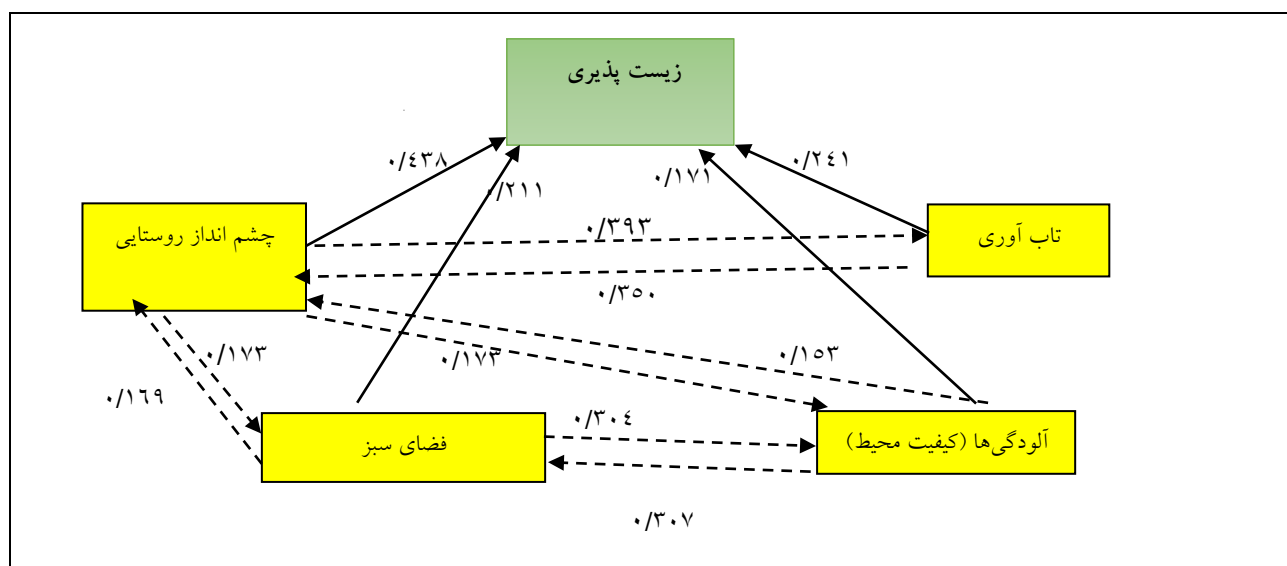 زیست پذیری
۰/۴۳۸
۰/۲۱۱
۰/۱۷۱
۰/۲۴۱
چشم انداز روستایی
۰/۳۹۳
تاب آوری
۰/۳۵۰
۰/۱۷۳
۰/۱۷۳
۰/۱۵۳
۰/۱۶۹
فضای سبز
۰/۳۰۴
آلودگی‌ها (کیفیت محیط)
۰/۳۰۷